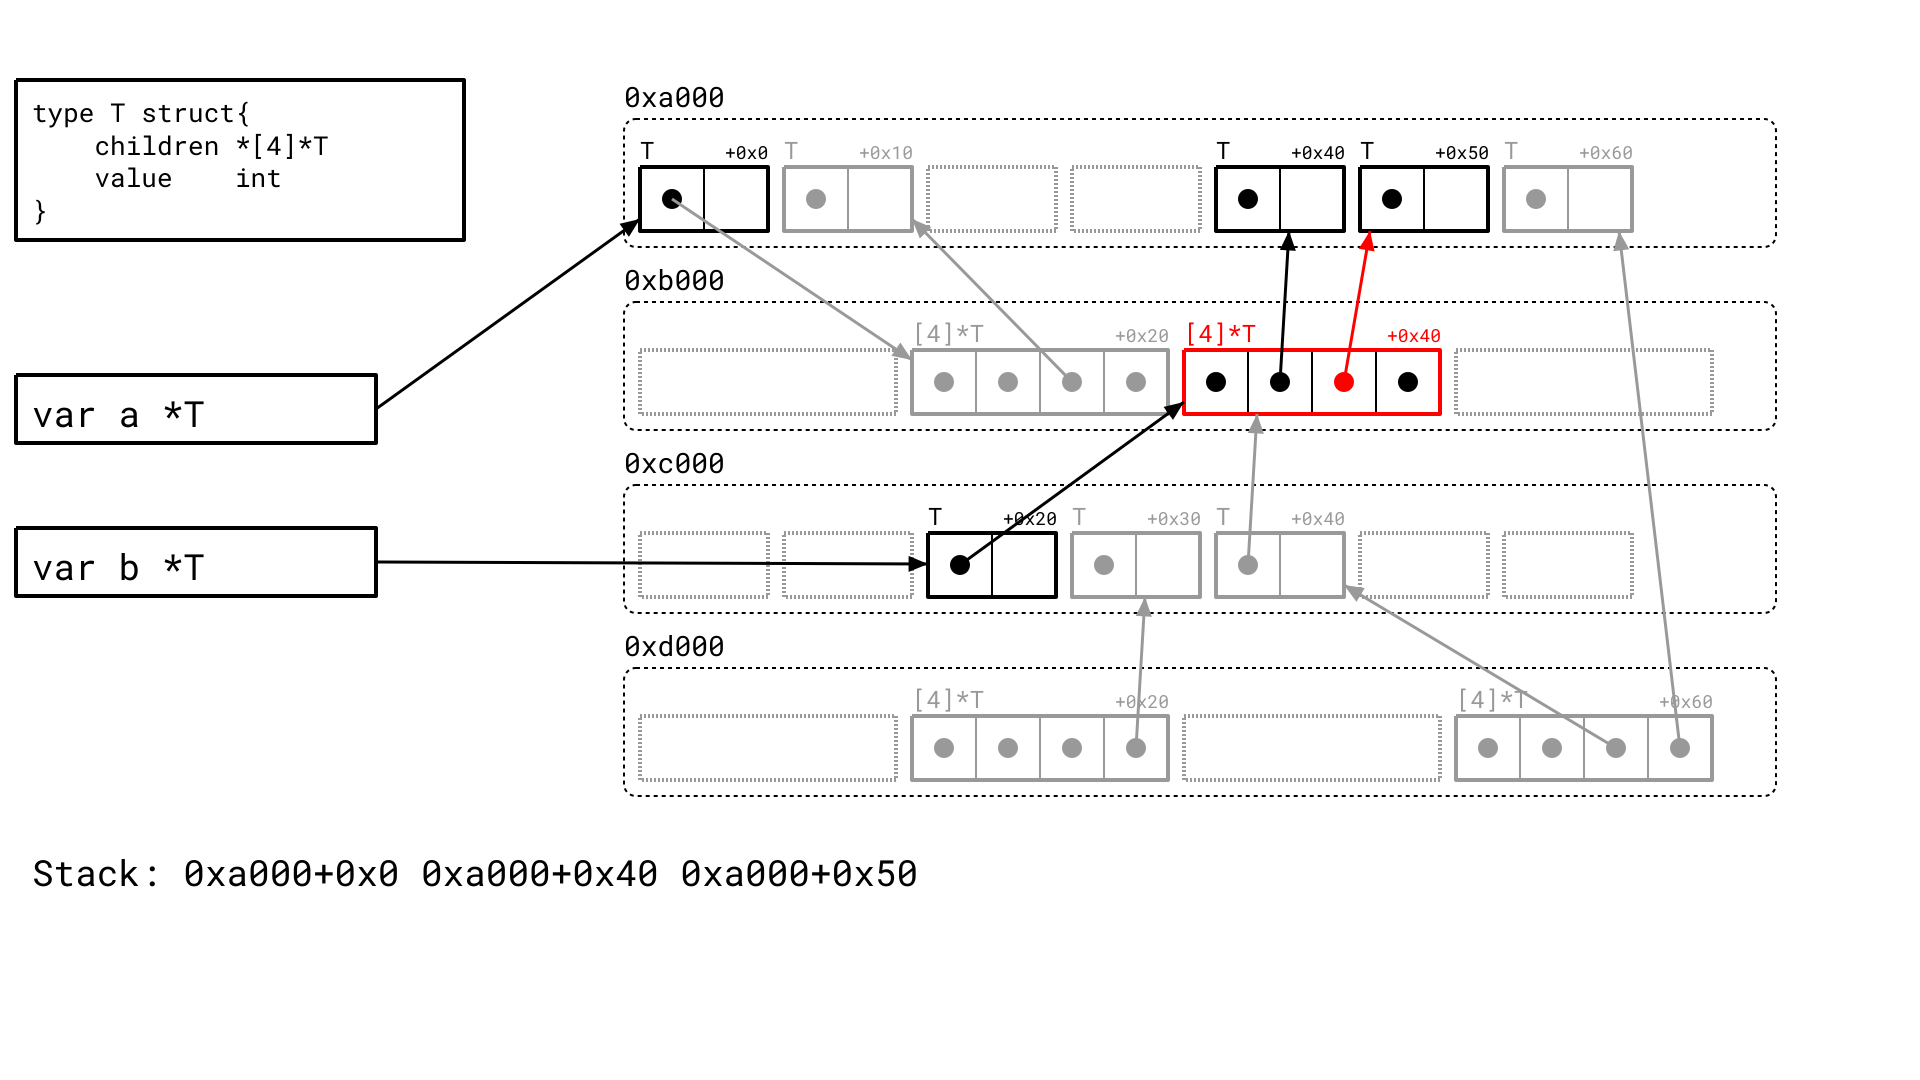 type T struct{
    children *[4]*T
    value    int
}
var a *T
var b *T
0xa000
T +0x0 T +0x10 T +0x40 T +0x50 T +0x60
0xb000
[4]*T +0x20 [4]*T +0x40
0xc000
T +0x20 T +0x30 T +0x40
0xd000
[4]*T +0x20 [4]*T +0x60
Stack: 0xa000+0x0 0xa000+0x40 0xa000+0x50